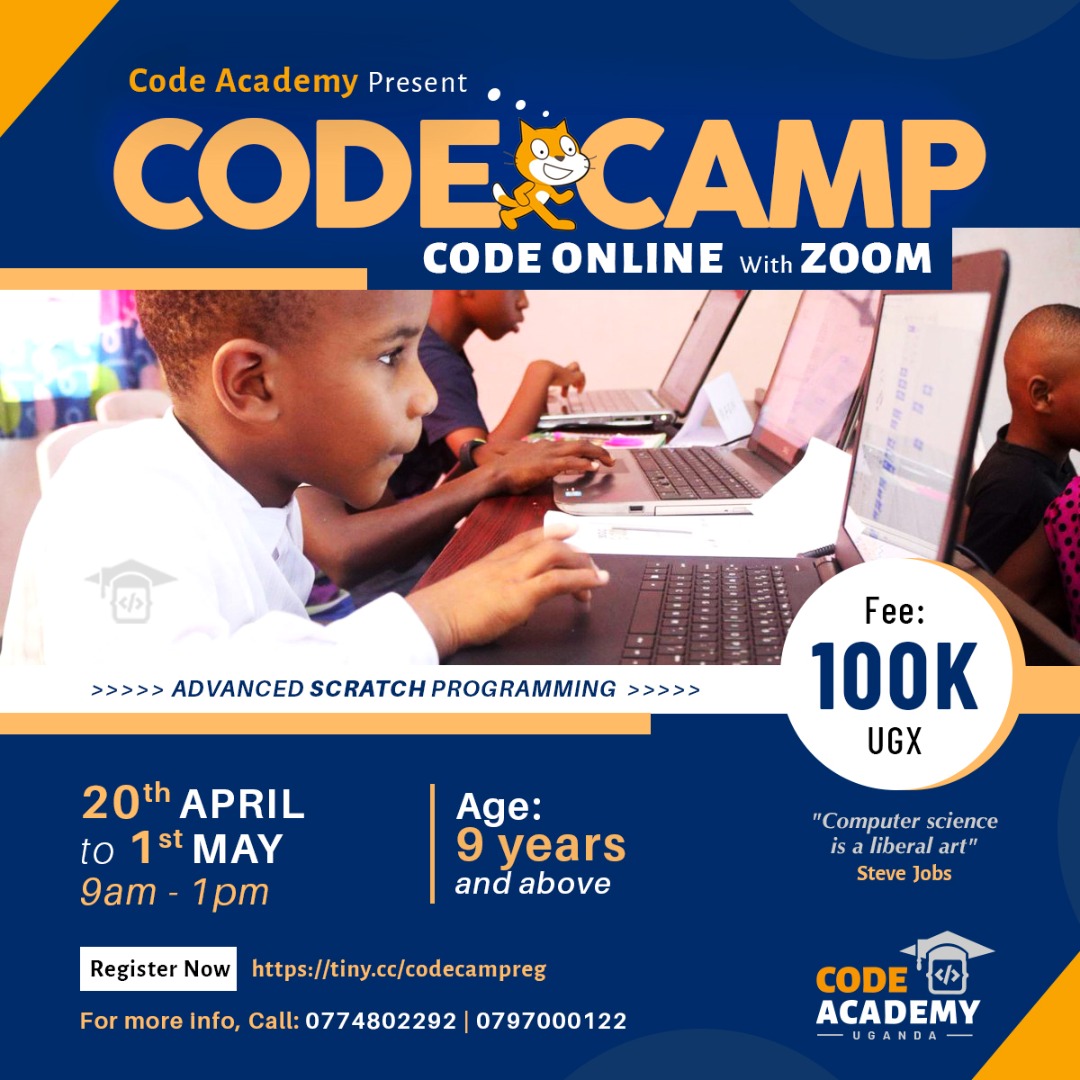 Code Academy Present
CODE CAMP
CODE ONLINE With ZOOM
</>
Fee:
100K
UGX
>>>>> ADVANCED SCRATCH PROGRAMMING >>>>>
20th APRIL
to 1st MAY
9am - 1pm
Age:
9 years
and above
"Computer science
is a liberal art"
Steve Jobs
Register Now https://tiny.cc/codecampreg
For more info, Call: 0774802292 | 0797000122
</>
CODE
ACADEMY
UGANDA